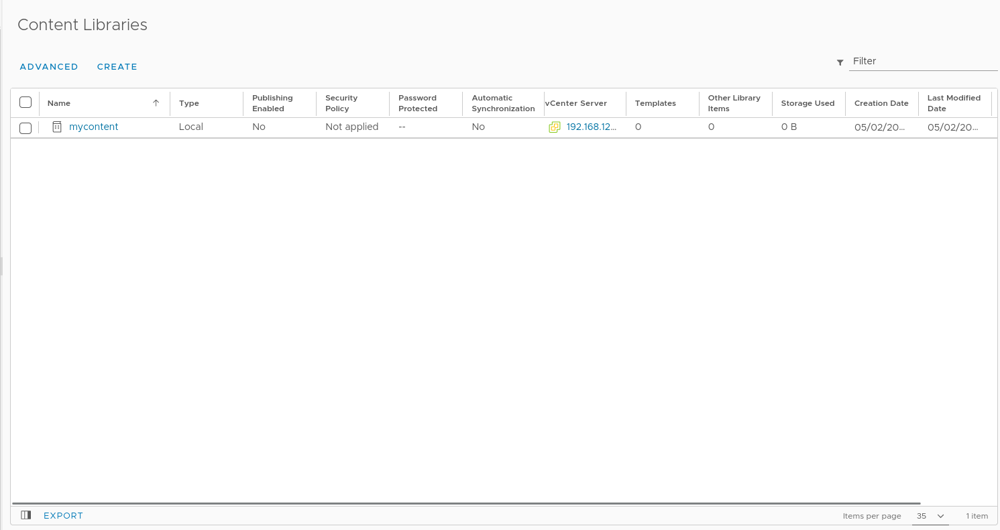 Content Libraries
ADVANCED CREATE
Filter
Name Type Publishing Enabled Security Policy Password Protected Automatic Synchronization vCenter Server Templates Other Library Items Storage Used Creation Date Last Modified Date
mycontent Local No Not applied -- No 192.168.12... 0 0 0 B 05/02/20... 05/02/20...
EXPORT Items per page 35 1 item